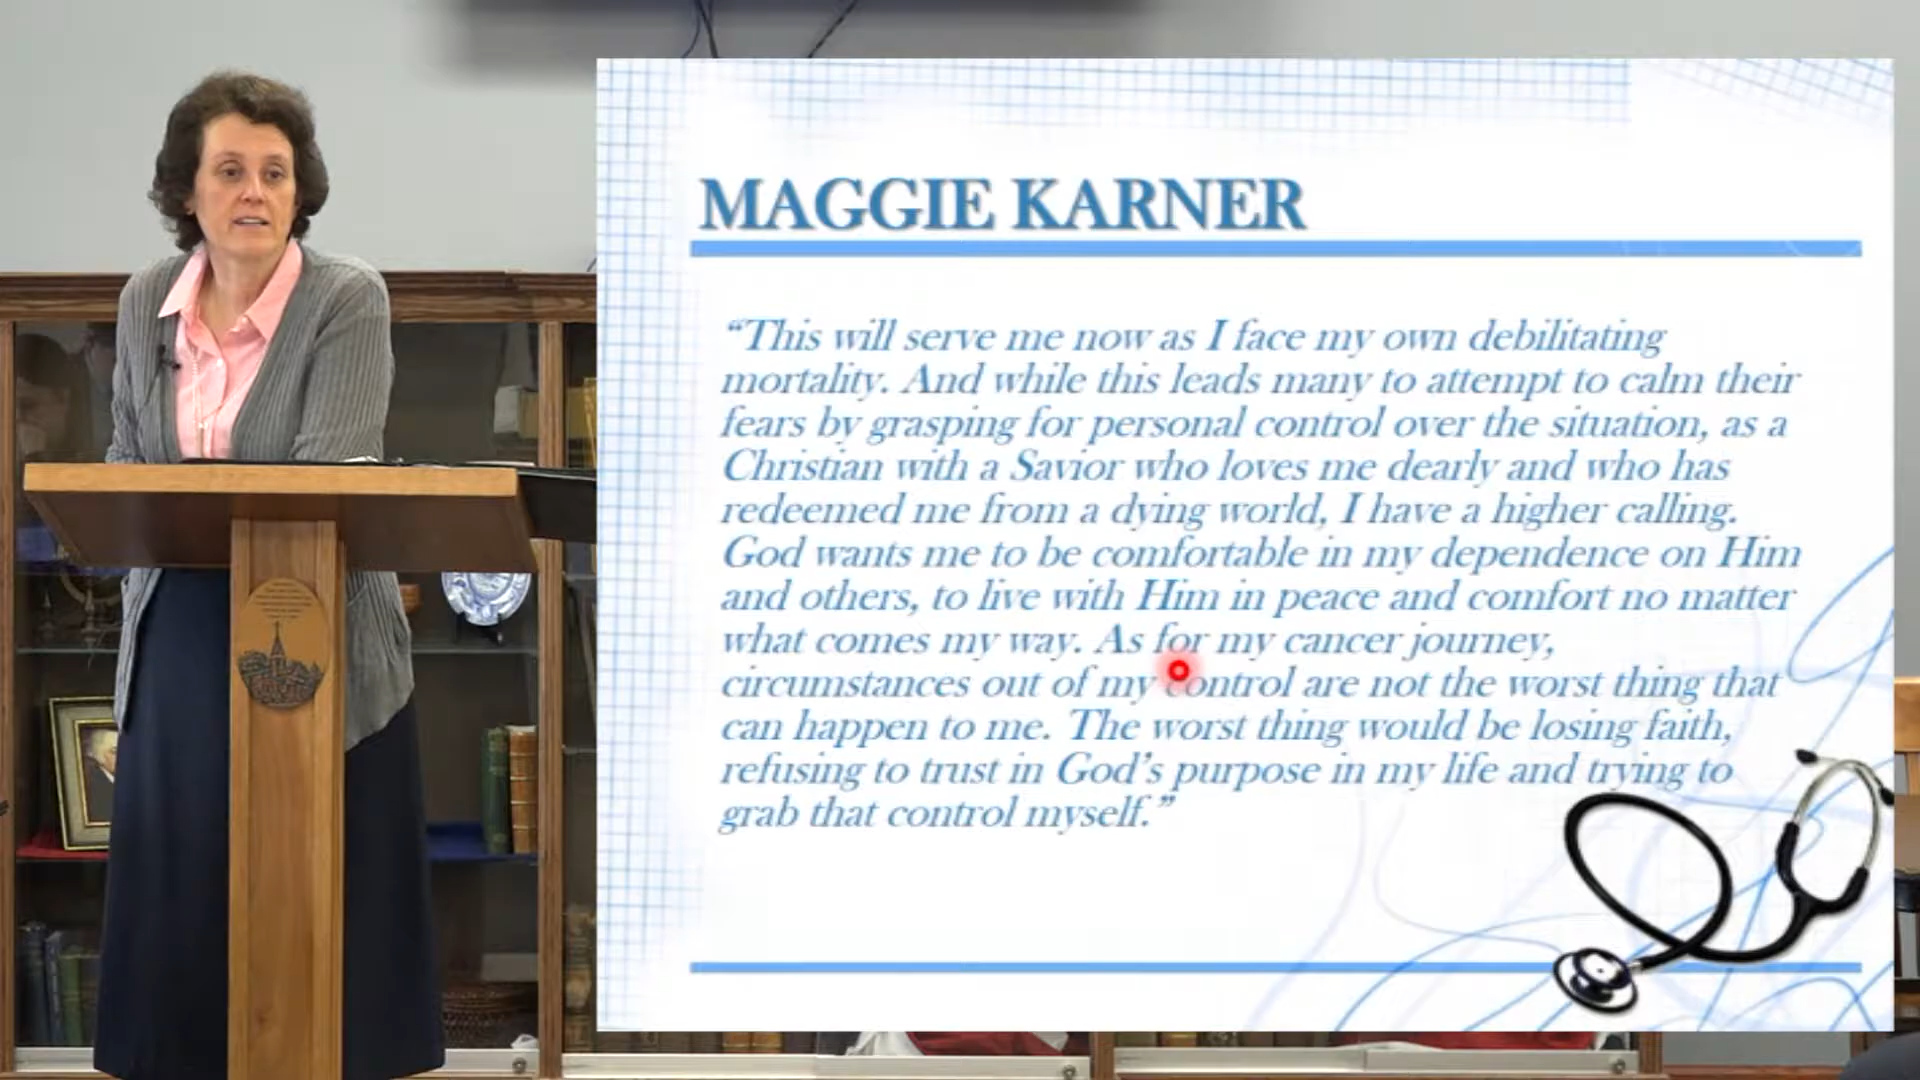 MAGGIE KARNER
“This will serve me now as I face my own debilitating
mortality. And while this leads many to attempt to calm their
fears by grasping for personal control over the situation, as a
Christian with a Savior who loves me dearly and who has
redeemed me from a dying world, I have a higher calling.
God wants me to be comfortable in my dependence on Him
and others, to live with Him in peace and comfort no matter
what comes my way. As for my cancer journey,
circumstances out of my control are not the worst thing that
can happen to me. The worst thing would be losing faith,
refusing to trust in God’s purpose in my life and trying to
grab that control myself.”